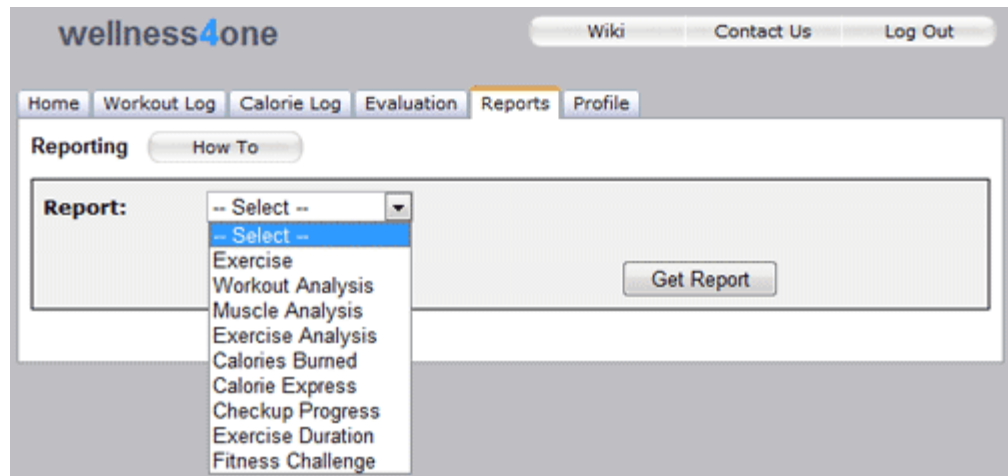 wellness4one
Wiki Contact Us Log Out
Home Workout Log Calorie Log Evaluation Reports Profile
Reporting How To
Report: -- Select --
-- Select --
Exercise
Get Report
Workout Analysis
Muscle Analysis
Exercise Analysis
Calories Burned
Calorie Express
Checkup Progress
Exercise Duration
Fitness Challenge